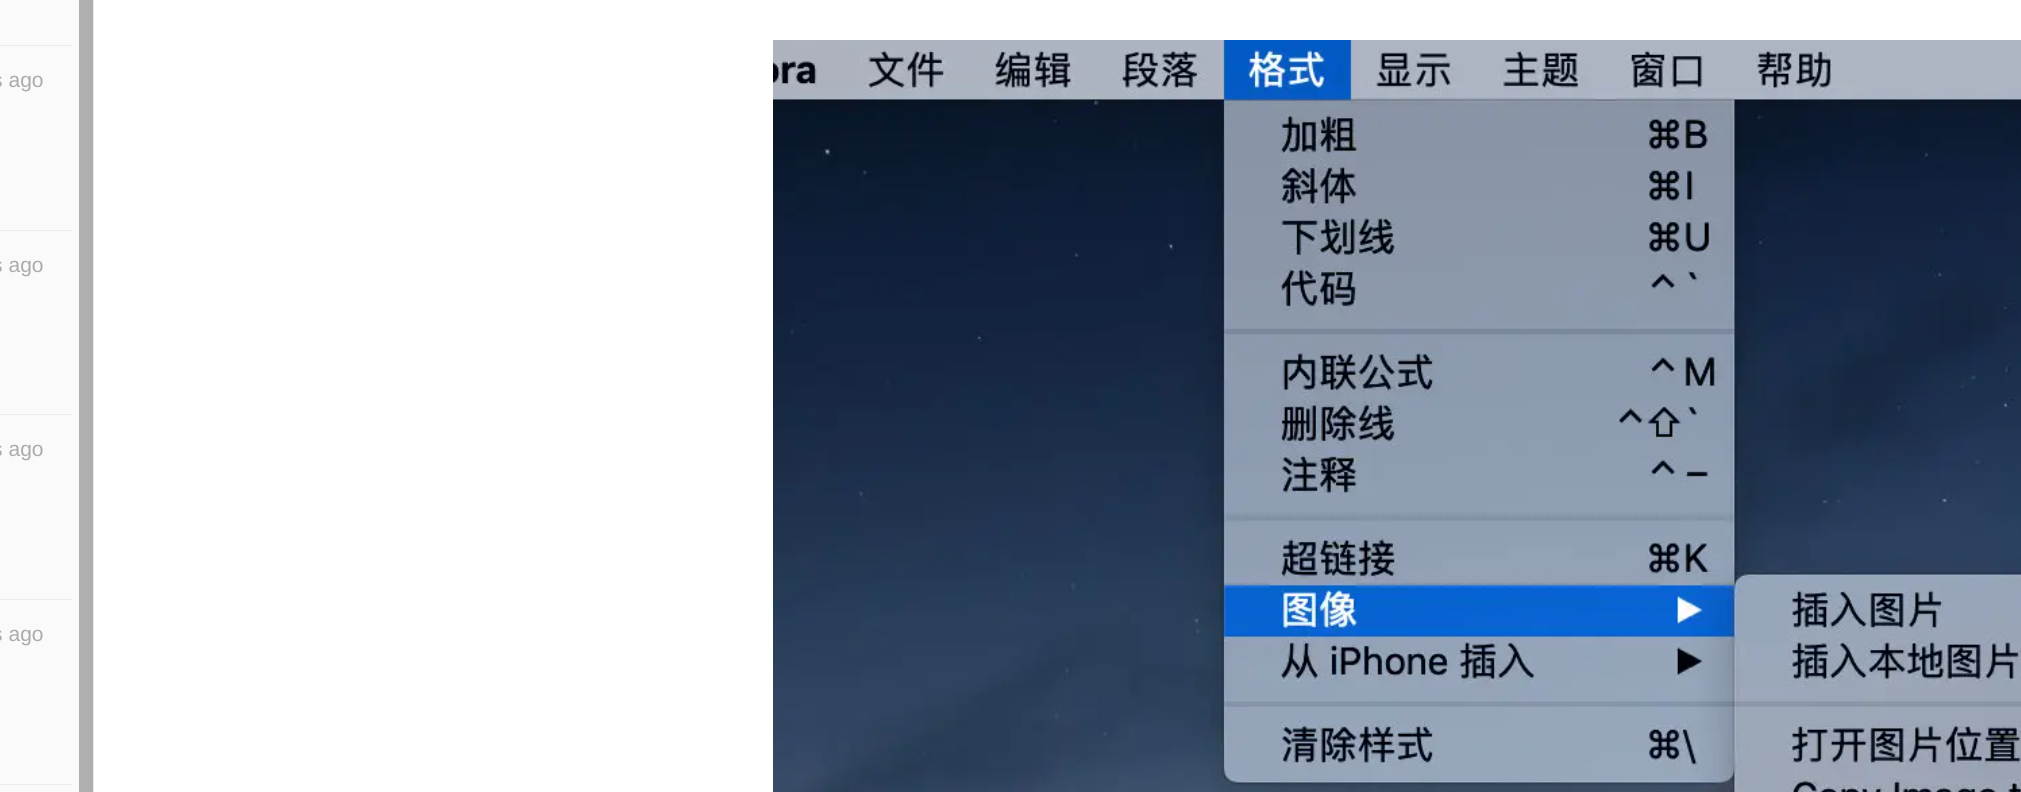 s ago
s ago
s ago
s ago
ora 文件 编辑 段落 格式 显示 主题 窗口 帮助
加粗 ⌘B
斜体 ⌘I
下划线 ⌘U
代码 ^`
内联公式 ^M
删除线 ^⇧`
注释 ^–
超链接 ⌘K
图像 ▶ 插入图片
从 iPhone 插入 ▶ 插入本地图片
清除样式 ⌘\ 打开图片位置